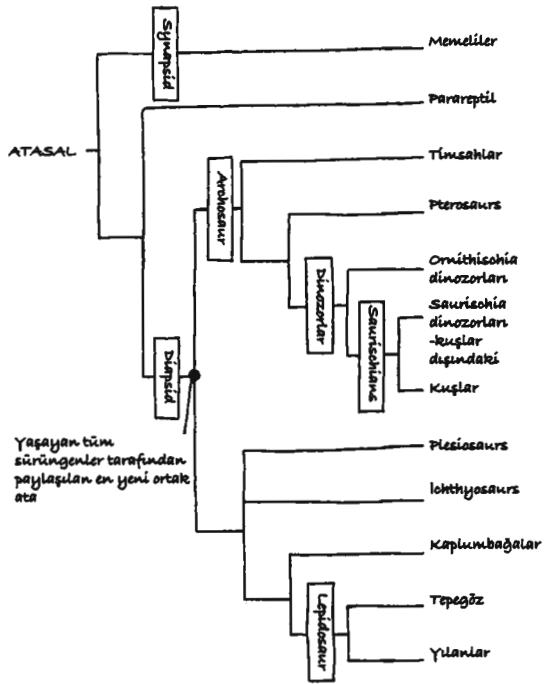 Synapsid
Memeliler
Parareptil
ATASAL
Timsahlar
Arohosaur
Pterosaurs
Dinozorlar
Ornithischia
dinozorları
Saurischians
Saurischia
dinozorları
-kuşlar
dışındaki
Kuşlar
Diapsid
Yaşayan tüm
sürüngenler tarafından
paylaşılan en yeni ortak
ata
Plesiosaurs
Ichthyosaurs
Kaplumbağalar
Lepidosaur
Tepegöz
Yılanlar